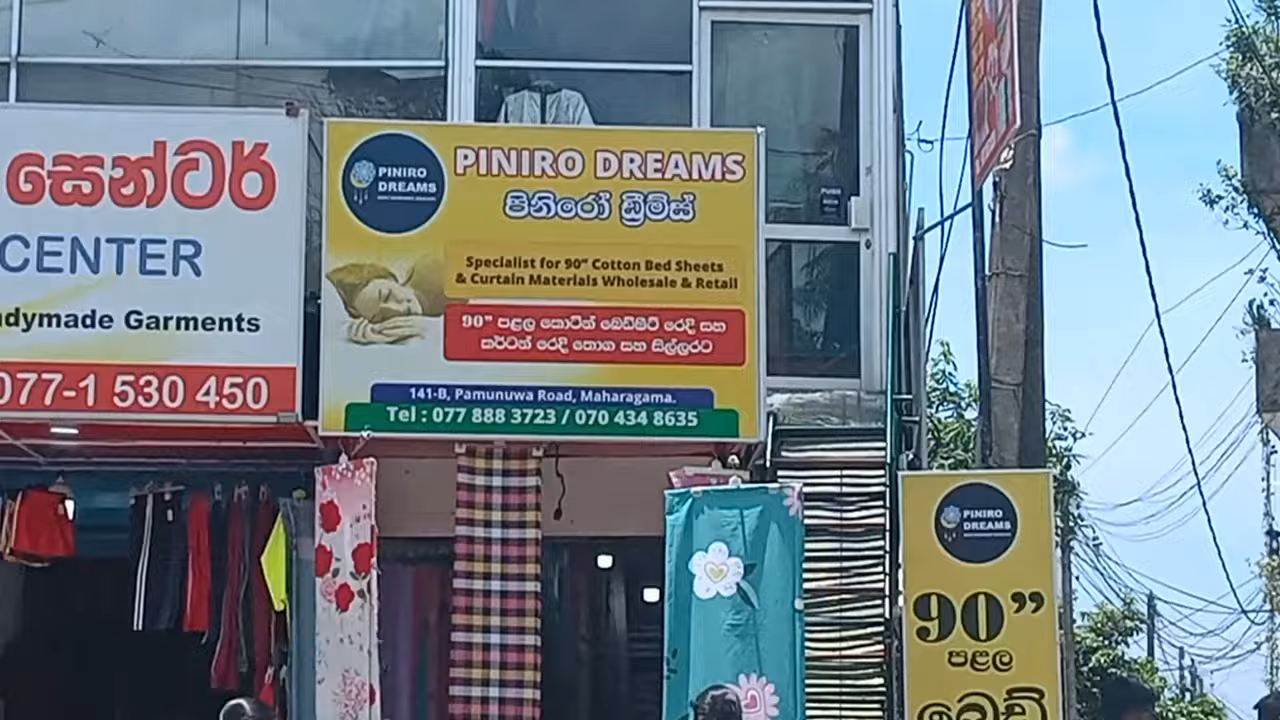 සෙන්ටර්
CENTER
dymade Garments
077-1 530 450
PINIRO
DREAMS
PINIRO DREAMS
පිනිරෝ ඩ්‍රීම්ස්
Specialist for 90" Cotton Bed Sheets
& Curtain Materials Wholesale & Retail
90" පළල කොටන් බෙඩ්ෂීට් රෙදි සහ
කර්ටන් රෙදි තොග සහ සිල්ලරට
141-B, Pamunuwa Road, Maharagama.
Tel : 077 888 3723 / 070 434 8635
PINIRO
DREAMS
90"
පළල
බෙඩ්